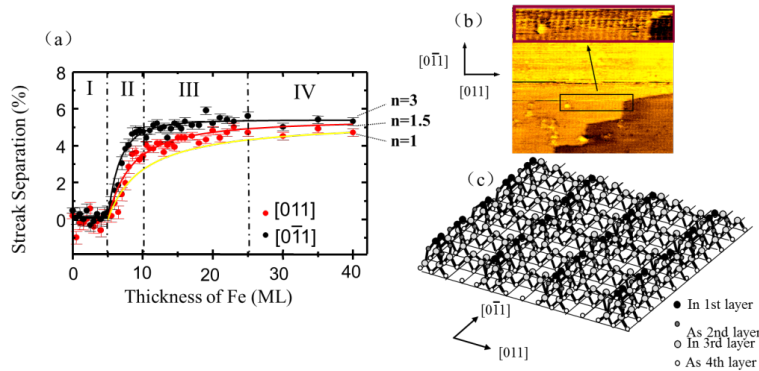 (a)
I II III IV
n=3
n=1.5
n=1
[011]
[01̄1]
8
6
4
2
0
0 10 20 30 40
Streak Separation (%)
Thickness of Fe (ML)
(b)
[01̄1]
[011]
(c)
[01̄1]
[011]
In 1st layer
As 2nd layer
In 3rd layer
As 4th layer